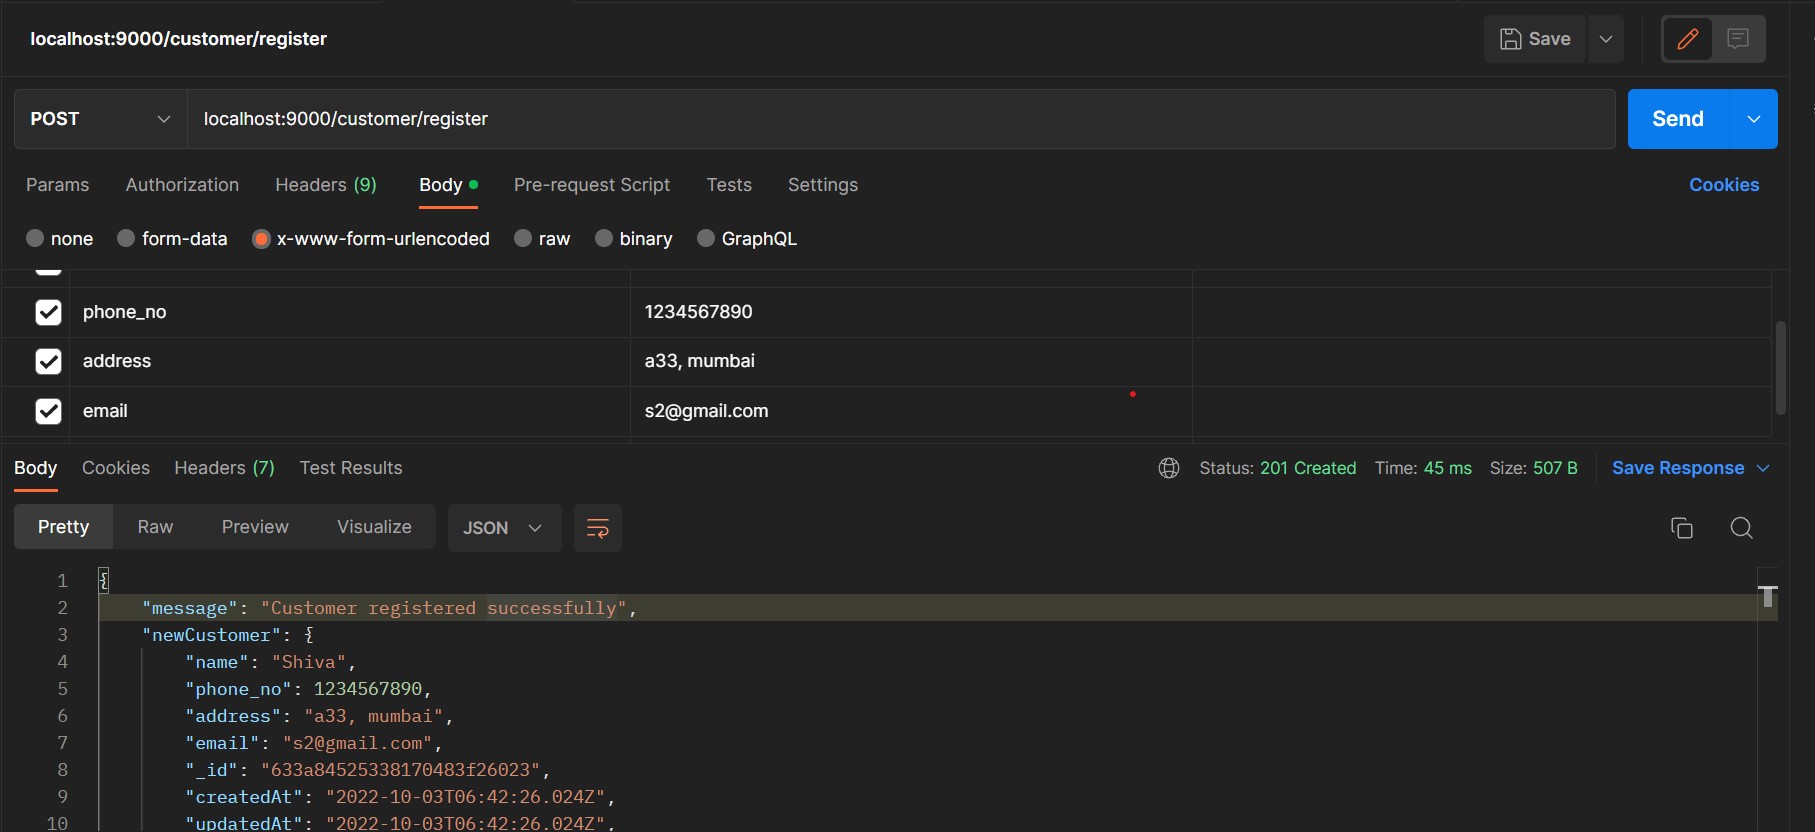 localhost:9000/customer/register
Save
POST
localhost:9000/customer/register
Send
Params Authorization Headers (9) Body Pre-request Script Tests Settings Cookies
none form-data x-www-form-urlencoded raw binary GraphQL
phone_no 1234567890
address a33, mumbai
email s2@gmail.com
Body Cookies Headers (7) Test Results Status: 201 Created Time: 45 ms Size: 507 B Save Response
Pretty Raw Preview Visualize JSON
1 {
2 "message": "Customer registered successfully",
3 "newCustomer": {
4 "name": "Shiva",
5 "phone_no": 1234567890,
6 "address": "a33, mumbai",
7 "email": "s2@gmail.com",
8 "_id": "633a84525338170483f26023",
9 "createdAt": "2022-10-03T06:42:26.024Z",
10 "updatedAt": "2022-10-03T06:42:26.024Z",